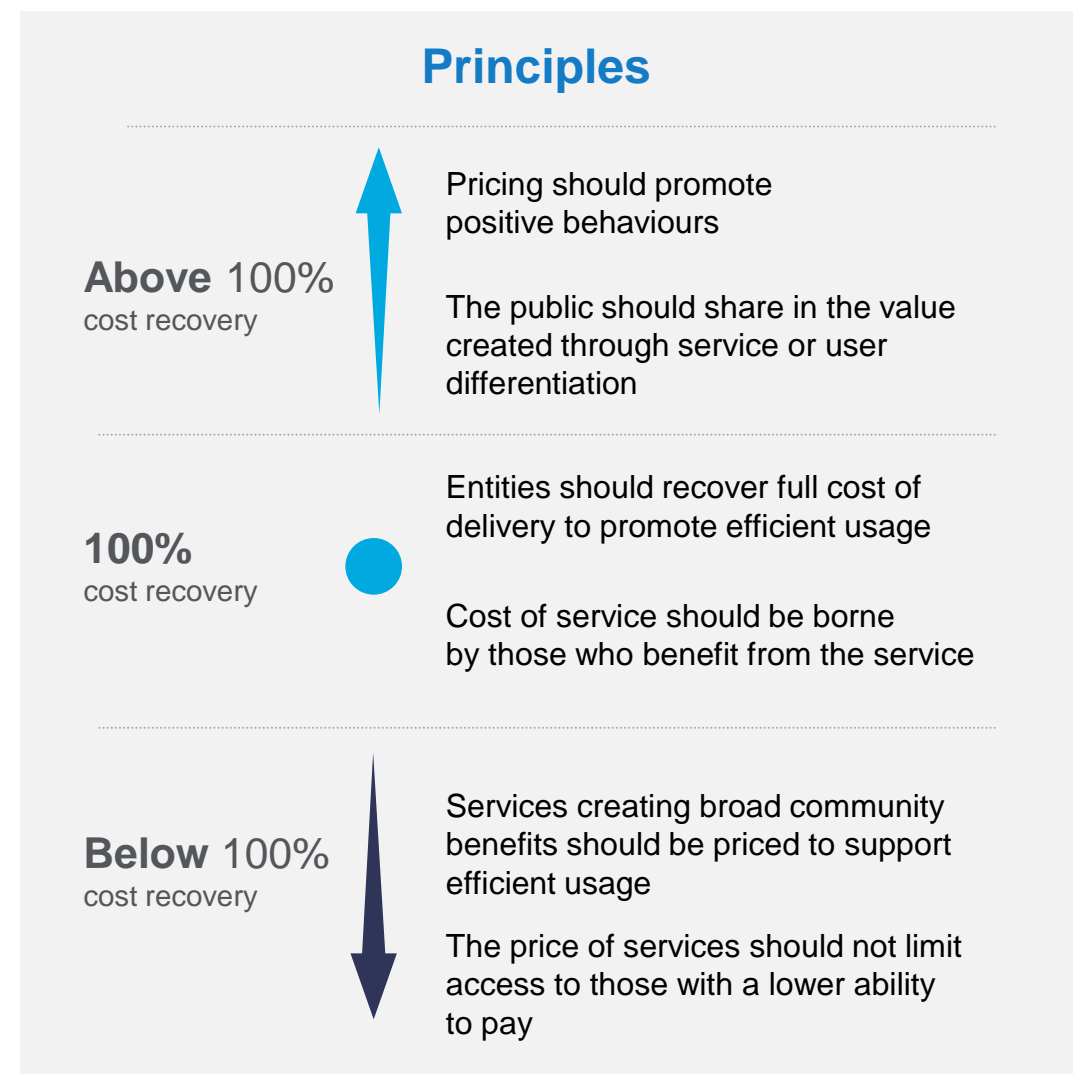 Principles
Above 100%
cost recovery
Pricing should promote
positive behaviours
The public should share in the value
created through service or user
differentiation
100%
cost recovery
Entities should recover full cost of
delivery to promote efficient usage
Cost of service should be borne
by those who benefit from the service
Below 100%
cost recovery
Services creating broad community
benefits should be priced to support
efficient usage
The price of services should not limit
access to those with a lower ability
to pay